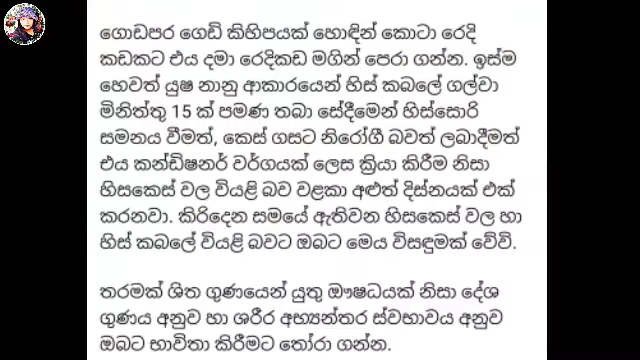 ගොඩපර ගෙඩි කිහිපයක් හොඳින් කොටා රෙදි
කඩකට එය දමා රෙදිකඩ මගින් පෙරා ගන්න. ඉස්ම
හෙවත් යුෂ නානු ආකාරයෙන් හිස් කබලේ ගල්වා
මිනිත්තු 15 ක් පමණ තබා සේදීමෙන් හිස්සොරි
සමනය වීමත්, කෙස් ගසට නිරෝගී බවත් ලබාදීමත්
එය කන්ඩිෂනර් වර්ගයක් ලෙස ක්‍රියා කිරීම නිසා
හිසකෙස් වල වියළි බව වළකා අළුත් දිස්නයක් එක්
කරනවා. කිරිදෙන සමයේ ඇතිවන හිසකෙස් වල හා
හිස් කබලේ වියළි බවට ඔබට මෙය විසඳුමක් වේවි.
තරමක් ශිත ගුණයෙන් යුතු ඖෂධයක් නිසා දේශ
ගුණය අනුව හා ශරීර අභ්‍යන්තර ස්වභාවය අනුව
ඔබට භාවිතා කිරීමට තෝරා ගන්න.